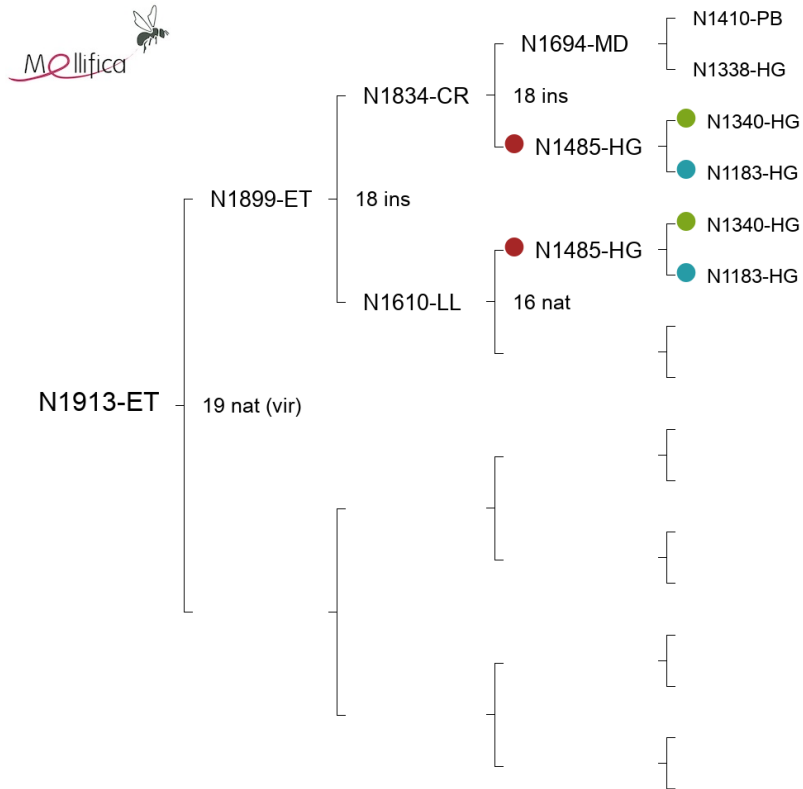 Mellifica
N1410-PB
N1694-MD
N1338-HG
N1834-CR
18 ins
N1340-HG
N1485-HG
N1183-HG
N1899-ET
18 ins
N1340-HG
N1485-HG
N1183-HG
N1610-LL
16 nat
N1913-ET
19 nat (vir)